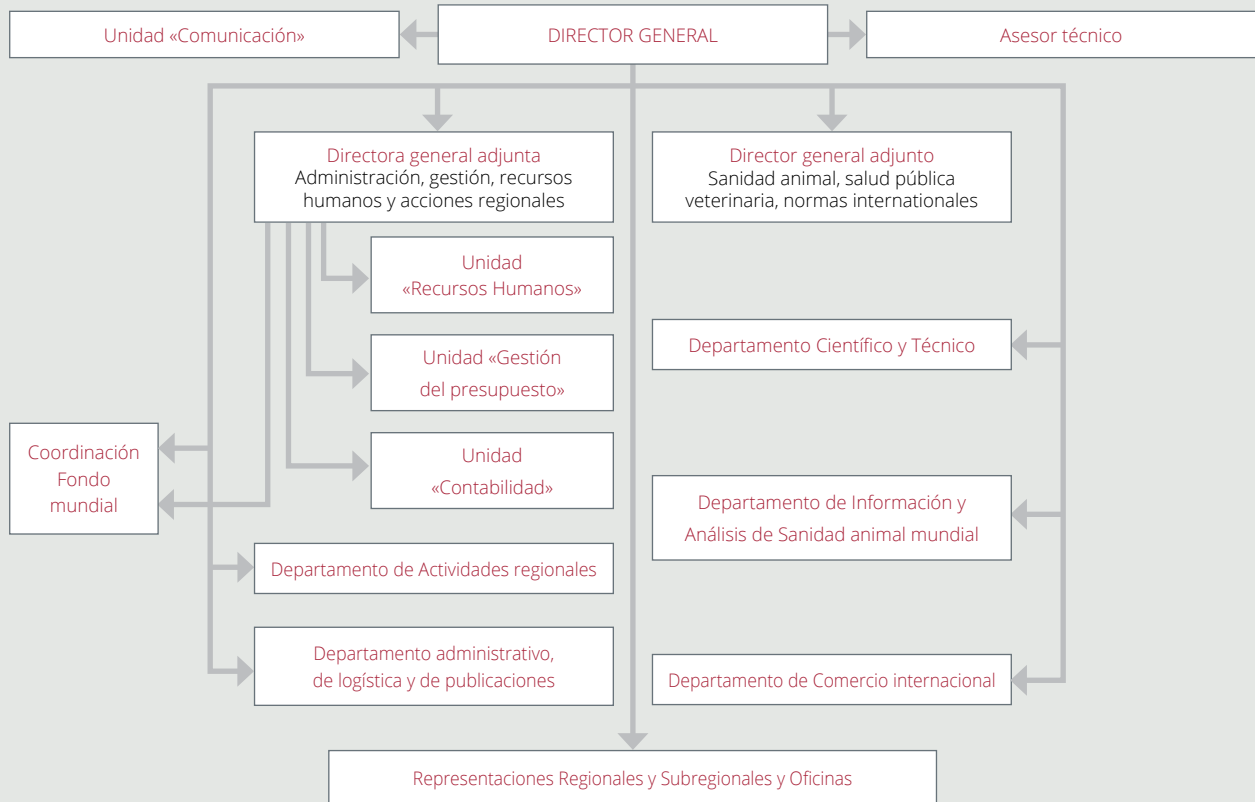 Unidad «Comunicación»
DIRECTOR GENERAL
Asesor técnico
Directora general adjunta
Administración, gestión, recursos
humanos y acciones regionales
Director general adjunto
Sanidad animal, salud pública
veterinaria, normas internationales
Unidad
«Recursos Humanos»
Unidad «Gestión
del presupuesto»
Unidad
«Contabilidad»
Coordinación
Fondo
mundial
Departamento de Actividades regionales
Departamento administrativo,
de logística y de publicaciones
Departamento Científico y Técnico
Departamento de Información y
Análisis de Sanidad animal mundial
Departamento de Comercio internacional
Representaciones Regionales y Subregionales y Oficinas